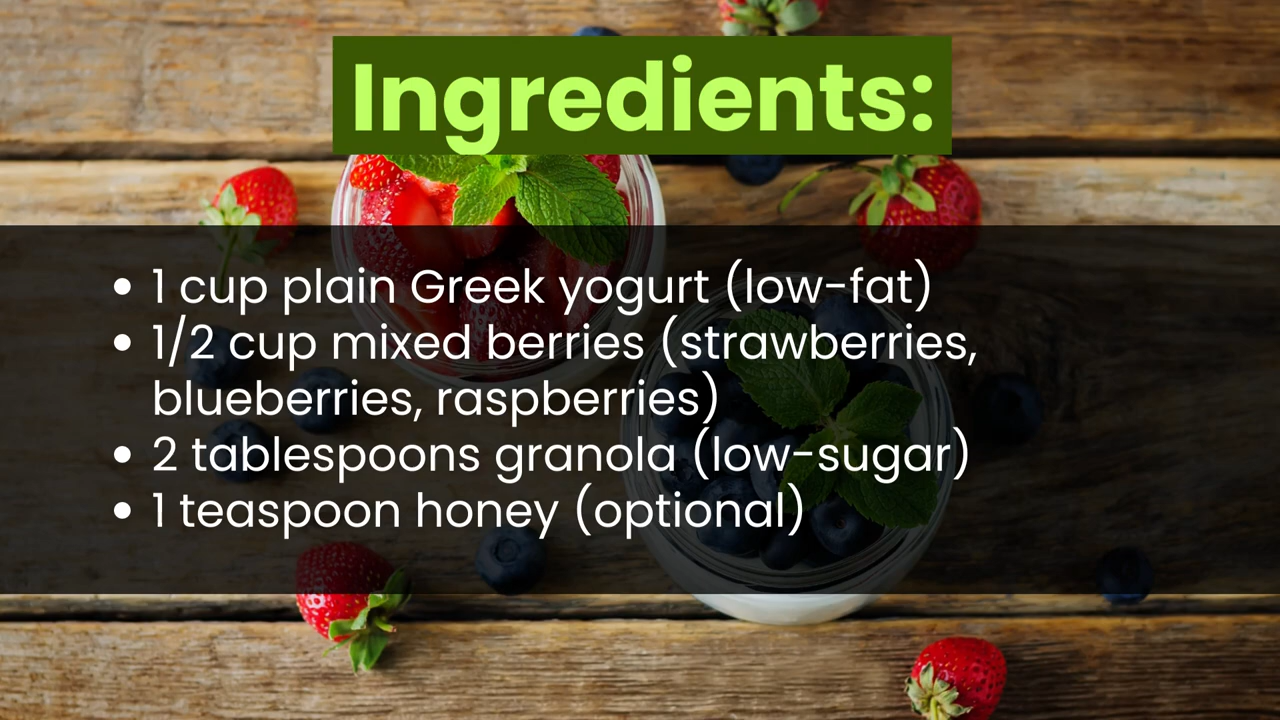 Ingredients:
• 1 cup plain Greek yogurt (low-fat)
• 1/2 cup mixed berries (strawberries,
blueberries, raspberries)
• 2 tablespoons granola (low-sugar)
• 1 teaspoon honey (optional)